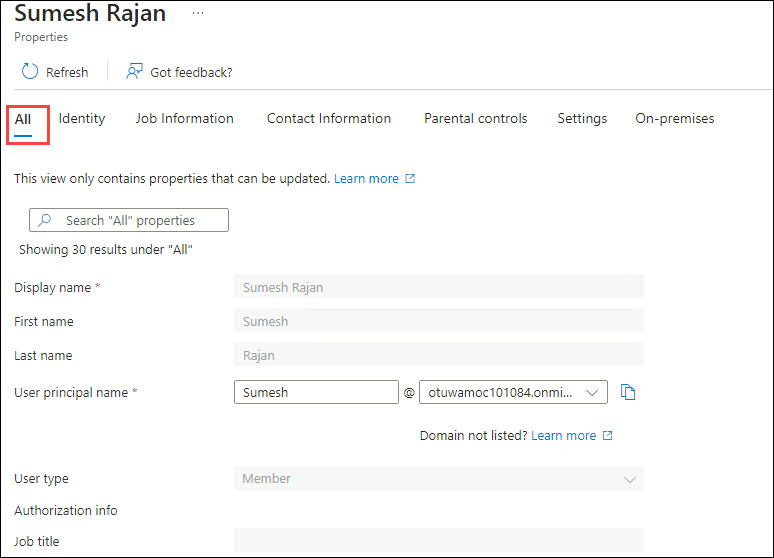 Sumesh Rajan ...
Properties
Refresh Got feedback?
All Identity Job Information Contact Information Parental controls Settings On-premises
This view only contains properties that can be updated. Learn more
Search "All" properties
Showing 30 results under "All"
Display name * Sumesh Rajan
First name Sumesh
Last name Rajan
User principal name * Sumesh @ otuwamoc101084.onmi...
Domain not listed? Learn more
User type Member
Authorization info
Job title